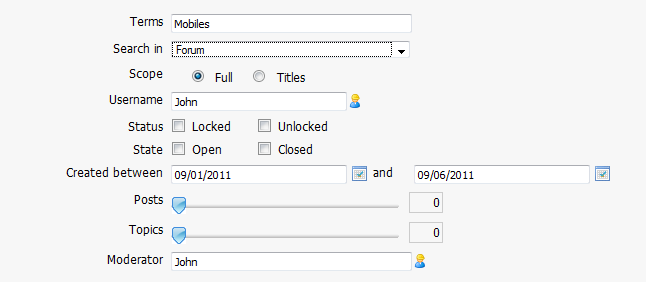 Terms Mobiles
Search in Forum
Scope Full Titles
Username John
Status Locked Unlocked
State Open Closed
Created between 09/01/2011 and 09/06/2011
Posts 0
Topics 0
Moderator John